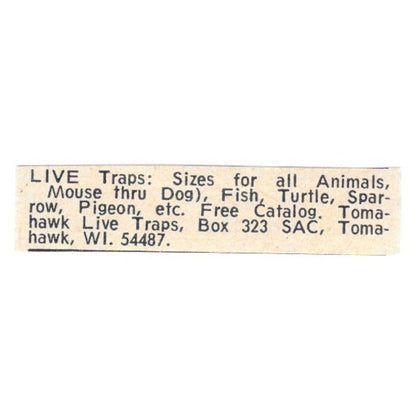 LIVE Traps: Sizes for all Animals,
Mouse thru Dog), Fish, Turtle, Spar-
row, Pigeon, etc. Free Catalog. Toma-
hawk Live Traps, Box 323 SAC, Toma-
hawk, WI. 54487.